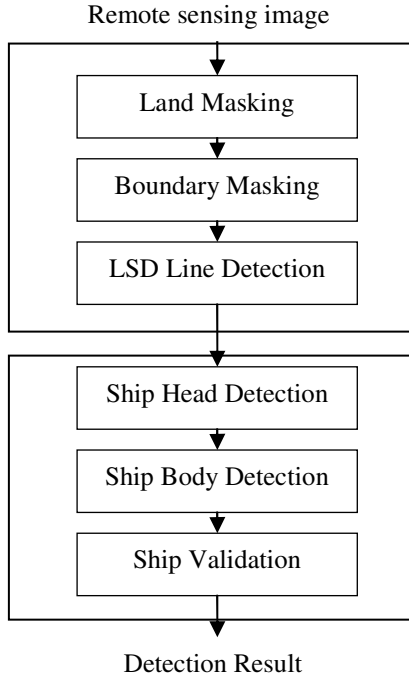 Remote sensing image
Land Masking
Boundary Masking
LSD Line Detection
Ship Head Detection
Ship Body Detection
Ship Validation
Detection Result